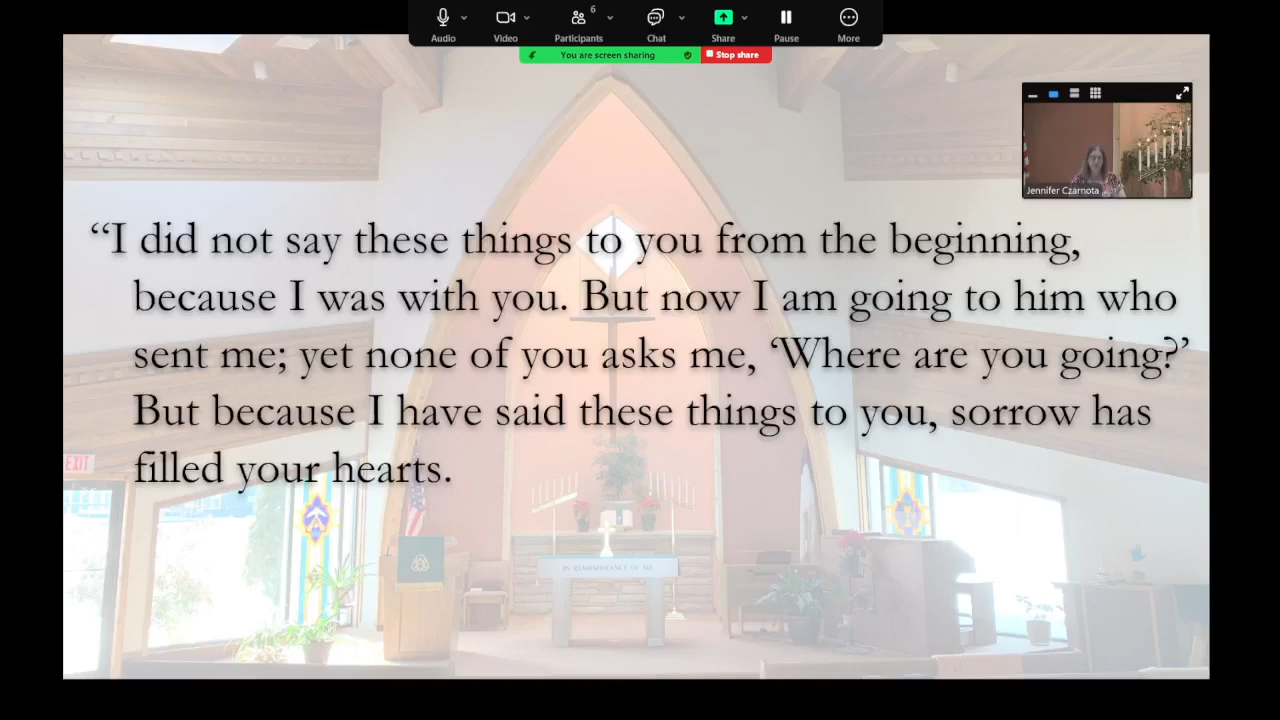 6
Audio
Video
Participants
Chat
Share
Pause
More
You are screen sharing
Stop share
Jennifer Czarnota
“I did not say these things to you from the beginning,
because I was with you. But now I am going to him who
sent me; yet none of you asks me, ‘Where are you going?’
But because I have said these things to you, sorrow has
filled your hearts.
EXIT
IN REMEMBRANCE OF ME